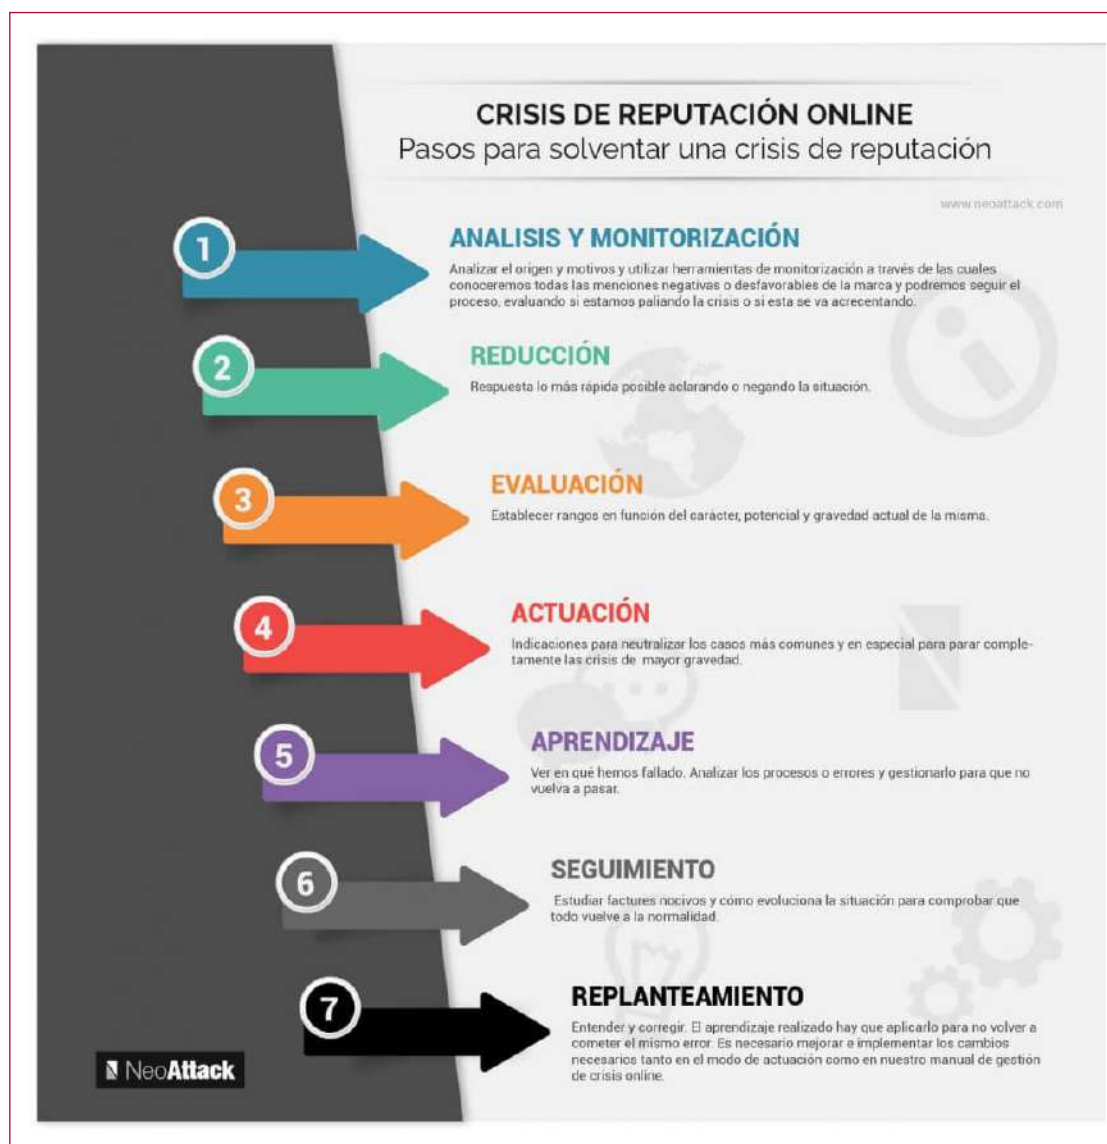 CRISIS DE REPUTACIÓN ONLINE
Pasos para solventar una crisis de reputación
www.neoattack.com
1
ANALISIS Y MONITORIZACIÓN
Analizar el origen y motivos y utilizar herramientas de monitorización a través de las cuales
conoceremos todas las menciones negativas o desfavorables de la marca y podremos seguir el
proceso, evaluando si estamos paliando la crisis o si esta se va acrecentando.
2
REDUCCIÓN
Respuesta lo más rápida posible aclarando o negando la situación.
3
EVALUACIÓN
Establecer rangos en función del carácter, potencial y gravedad actual de la misma.
4
ACTUACIÓN
Indicaciones para neutralizar los casos más comunes y en especial para parar comple-
tamente las crisis de mayor gravedad.
5
APRENDIZAJE
Ver en qué hemos fallado. Analizar los procesos o errores y gestionarlo para que no
vuelva a pasar.
6
SEGUIMIENTO
Estudiar factures nocivos y cómo evoluciona la situación para comprobar que
todo vuelve a la normalidad.
7
REPLANTEAMIENTO
Entender y corregir. El aprendizaje realizado hay que aplicarlo para no volver a
cometer el mismo error. Es necesario mejorar e implementar los cambios
necesarios tanto en el modo de actuación como en nuestro manual de gestión
de crisis online.
NeoAttack